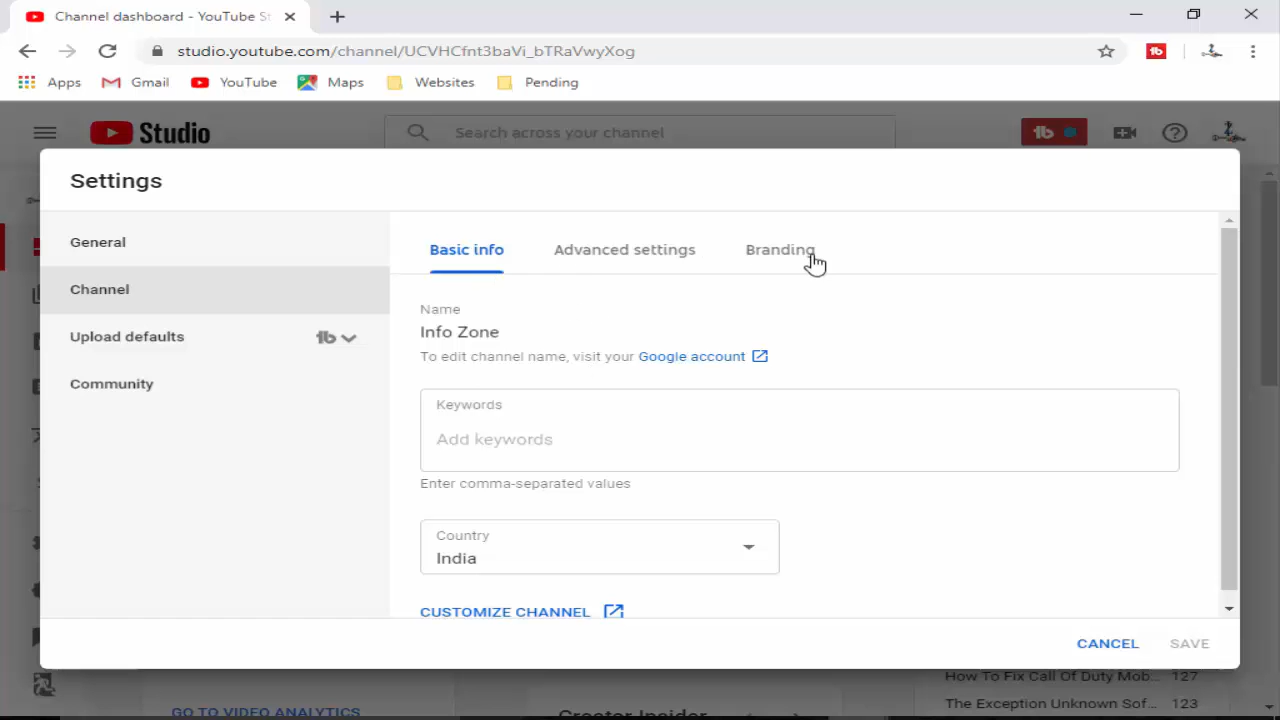 Channel dashboard - YouTube St
studio.youtube.com/channel/UCVHCfnt3baVi_bTRaVwyXog
Apps Gmail YouTube Maps Websites Pending
Studio Search across your channel
Settings
General
Channel
Upload defaults
Community
Basic info Advanced settings Branding
Name
Info Zone
To edit channel name, visit your Google account
Keywords
Add keywords
Enter comma-separated values
Country
India
CUSTOMIZE CHANNEL
CANCEL SAVE
How To Fix Call Of Duty Mob... 127
The Exception Unknown Sof... 123
GO TO VIDEO ANALYTICS
Creator Insider